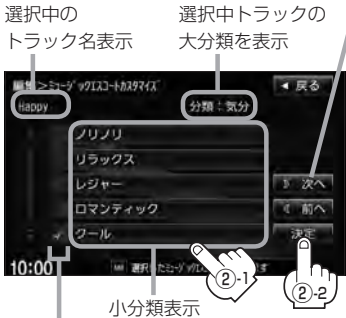 選択中の
トラック名表示
選択中トラックの
大分類を表示
編集>ミュージックエスコートカスタマイズ
戻る
Happy
分類：気分
ノリノリ
リラックス
レジャー
次へ
ロマンティック
前へ
クール
決定
10:00
②-1
②-2
小分類表示